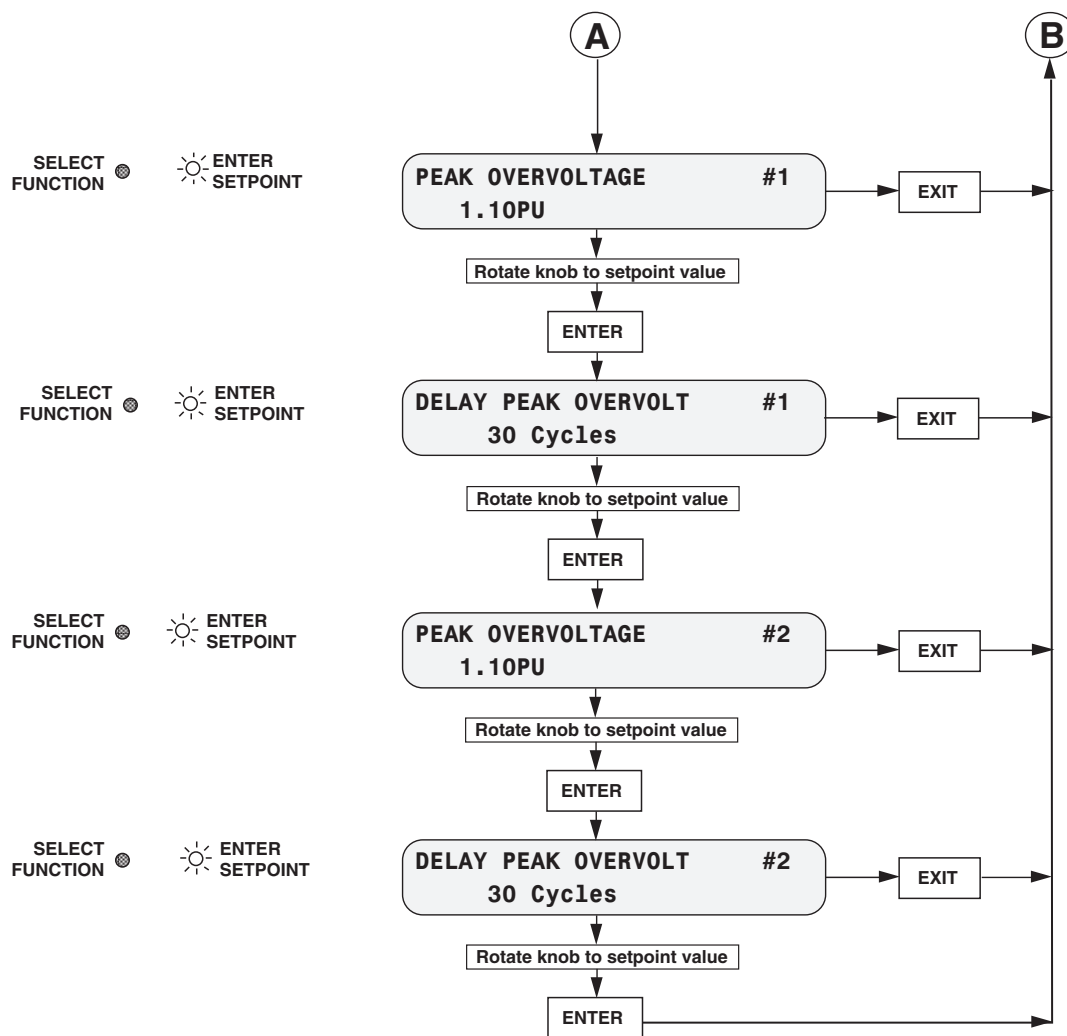 A
B
SELECT
FUNCTION
ENTER
SETPOINT
PEAK OVERVOLTAGE #1
1.10PU
EXIT
Rotate knob to setpoint value
ENTER
SELECT
FUNCTION
ENTER
SETPOINT
DELAY PEAK OVERVOLT #1
30 Cycles
EXIT
Rotate knob to setpoint value
ENTER
SELECT
FUNCTION
ENTER
SETPOINT
PEAK OVERVOLTAGE #2
1.10PU
EXIT
Rotate knob to setpoint value
ENTER
SELECT
FUNCTION
ENTER
SETPOINT
DELAY PEAK OVERVOLT #2
30 Cycles
EXIT
Rotate knob to setpoint value
ENTER